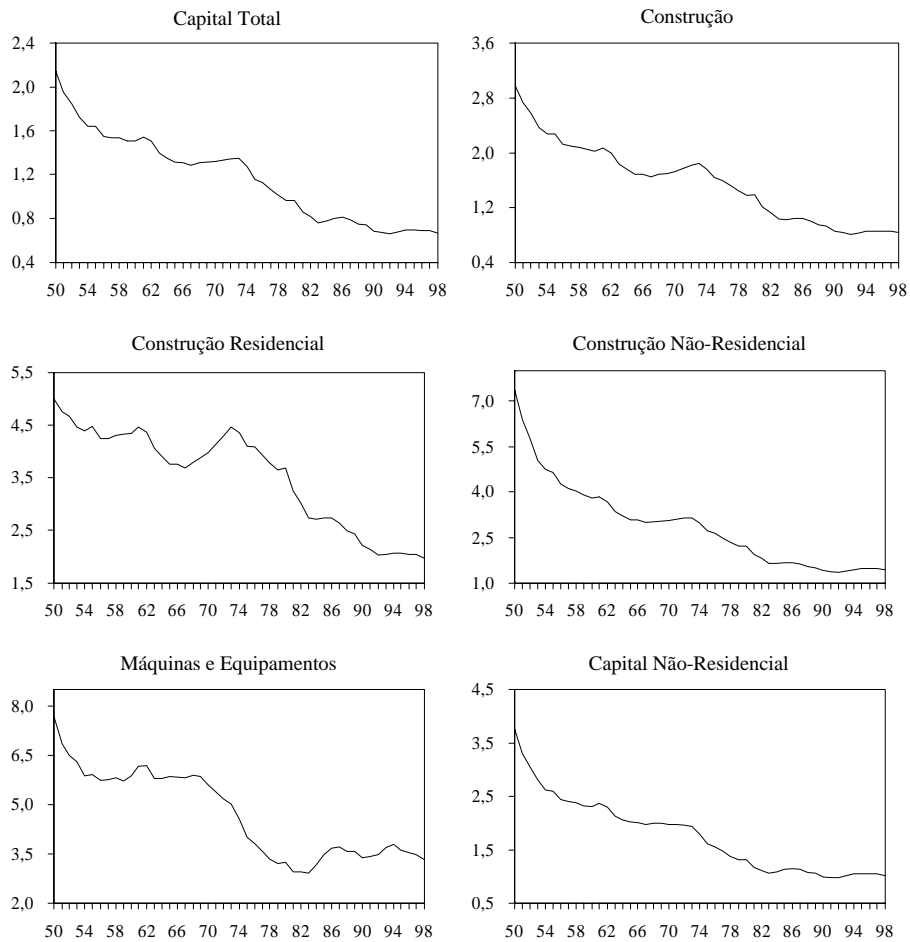 Capital Total
2,4
2,0
1,6
1,2
0,8
0,4
50 54 58 62 66 70 74 78 82 86 90 94 98
Construção
3,6
2,8
2,0
1,2
0,4
50 54 58 62 66 70 74 78 82 86 90 94 98
Construção Residencial
5,5
4,5
3,5
2,5
1,5
50 54 58 62 66 70 74 78 82 86 90 94 98
Construção Não-Residencial
7,0
5,5
4,0
2,5
1,0
50 54 58 62 66 70 74 78 82 86 90 94 98
Máquinas e Equipamentos
8,0
6,5
5,0
3,5
2,0
50 54 58 62 66 70 74 78 82 86 90 94 98
Capital Não-Residencial
4,5
3,5
2,5
1,5
0,5
50 54 58 62 66 70 74 78 82 86 90 94 98